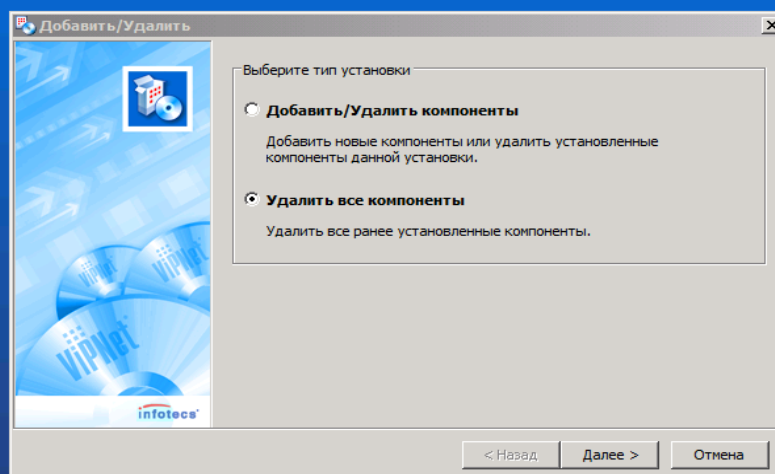 Добавить/Удалить
Выберите тип установки
Добавить/Удалить компоненты
Добавить новые компоненты или удалить установленные
компоненты данной установки.
Удалить все компоненты
Удалить все ранее установленные компоненты.
ViPNet
ViPNet
ViPNet
infotecs
< Назад
Далее >
Отмена